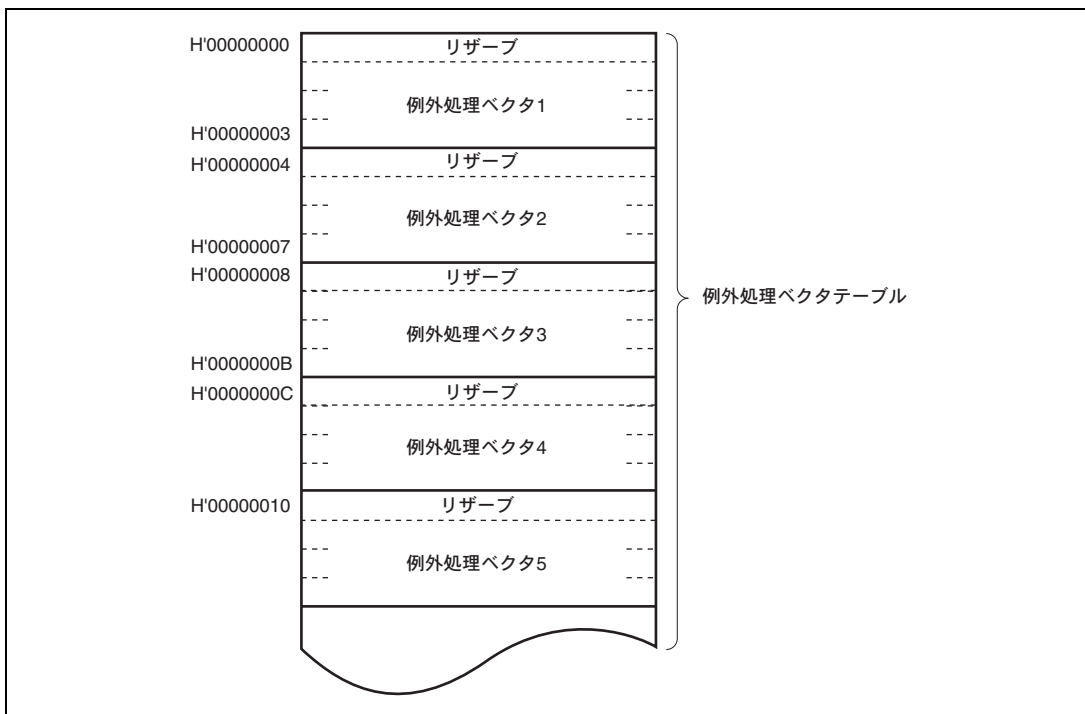 H'00000000
リザーブ
例外処理ベクタ1
H'00000003
H'00000004
リザーブ
例外処理ベクタ2
H'00000007
H'00000008
リザーブ
例外処理ベクタ3
例外処理ベクタテーブル
H'0000000B
H'0000000C
リザーブ
例外処理ベクタ4
H'00000010
リザーブ
例外処理ベクタ5